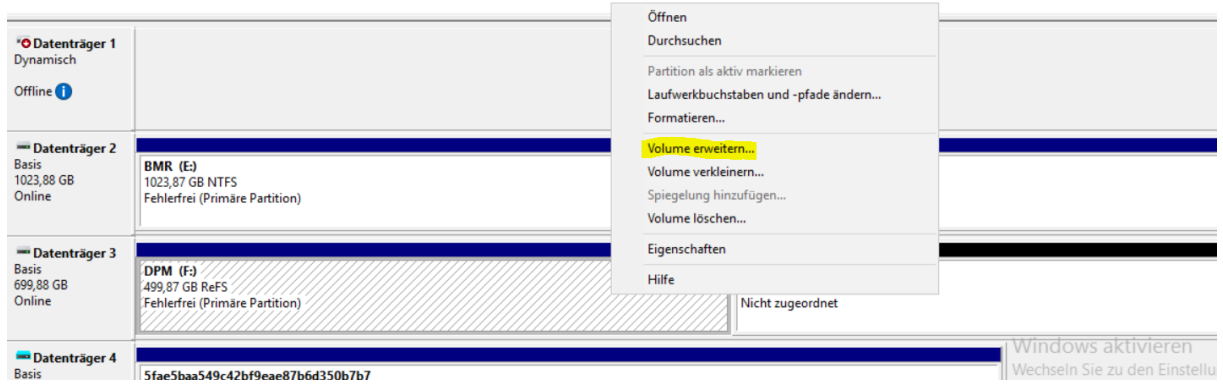 Öffnen
Durchsuchen
Partition als aktiv markieren
Laufwerkbuchstaben und -pfade ändern...
Formatieren...
Volume erweitern...
Volume verkleinern...
Spiegelung hinzufügen...
Volume löschen...
Eigenschaften
Hilfe
Datenträger 1
Dynamisch
Offline
Datenträger 2
Basis
1023,88 GB
Online
BMR (E:)
1023,87 GB NTFS
Fehlerfrei (Primäre Partition)
Datenträger 3
Basis
699,88 GB
Online
DPM (F:)
499,87 GB ReFS
Fehlerfrei (Primäre Partition)
Nicht zugeordnet
Datenträger 4
Basis
5fae5baa549c42bf9eae87b6d350b7b7
Windows aktivieren
Wechseln Sie zu den Einstellu